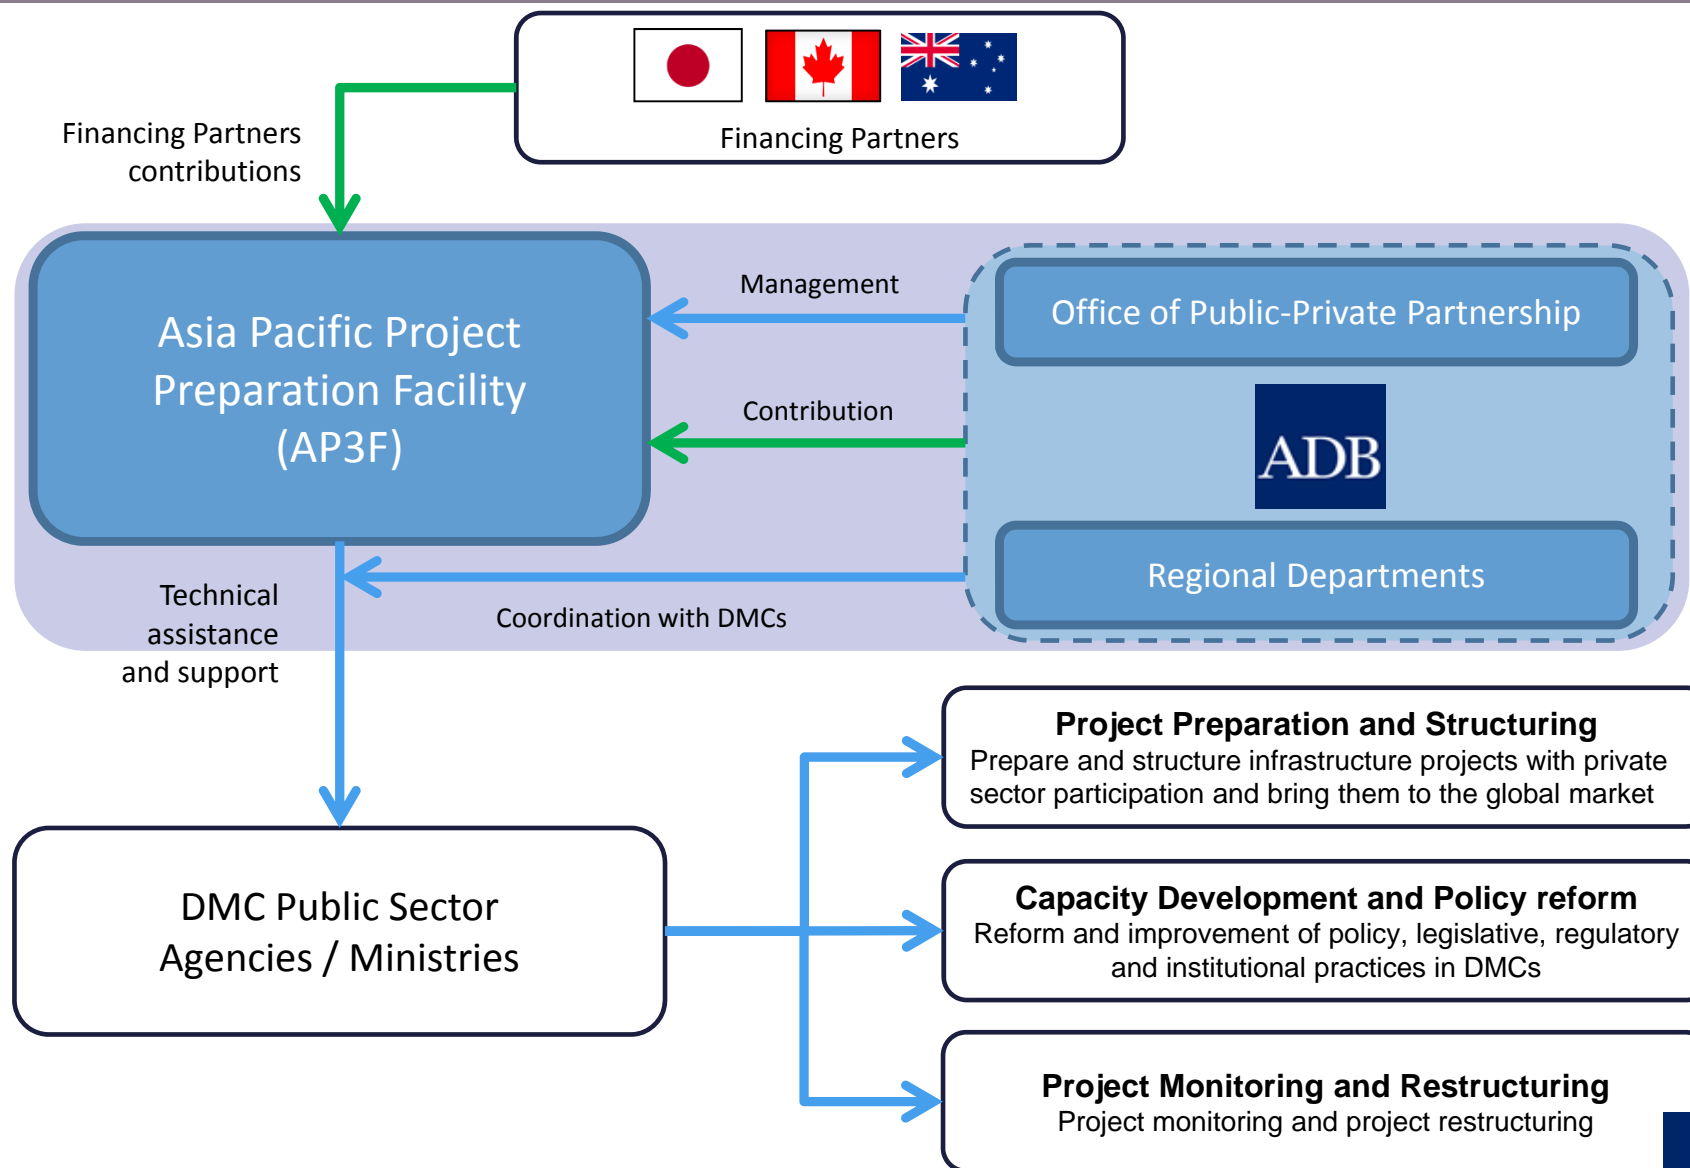 Financing Partners
Financing Partners
contributions
Asia Pacific Project
Preparation Facility
(AP3F)
Management
Contribution
Office of Public-Private Partnership
ADB
Regional Departments
Coordination with DMCs
Technical
assistance
and support
DMC Public Sector
Agencies / Ministries
Project Preparation and Structuring
Prepare and structure infrastructure projects with private
sector participation and bring them to the global market
Capacity Development and Policy reform
Reform and improvement of policy, legislative, regulatory
and institutional practices in DMCs
Project Monitoring and Restructuring
Project monitoring and project restructuring